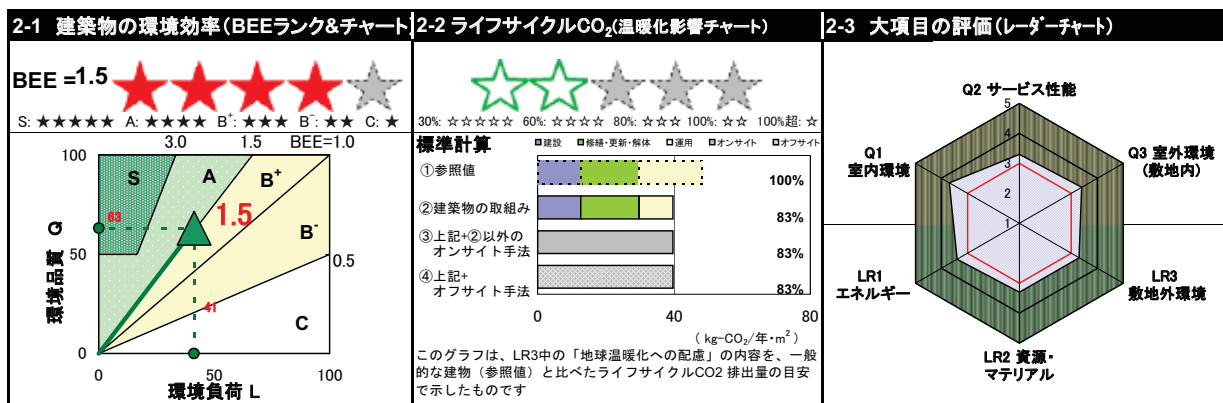 2-1 建築物の環境効率(BEEランク&チャート)
BEE =1.5
S: ★★★★★ A: ★★★★ B⁺: ★★★ B⁻: ★★ C: ★
3.0 1.5 BEE=1.0
100
S A B⁺
63
1.5
B⁻
50
0.5
環境品質 Q
41
C
0
0 100
環境負荷 L
2-2 ライフサイクルCO₂(温暖化影響チャート)
30%: ☆☆☆☆☆ 60%: ☆☆☆☆ 80%: ☆☆☆ 100%: ☆☆ 100%超: ☆
標準計算
建設 修繕・更新・解体 運用 オンサイト オフサイト
①参照値 100%
②建築物の取組み 83%
③上記+②以外の
オンサイト手法 83%
④上記+
オフサイト手法 83%
0 40 80
( kg-CO₂/年・m² )
このグラフは、LR3中の「地球温暖化への配慮」の内容を、一般
的な建物(参照値)と比べたライフサイクルCO2 排出量の目安
で示したものです
2-3 大項目の評価(レーダーチャート)
Q2 サービス性能
5
4
3
2
1
Q1
室内環境
Q3 室外環境
(敷地内)
LR1
エネルギー
LR3
敷地外環境
LR2 資源・
マテリアル